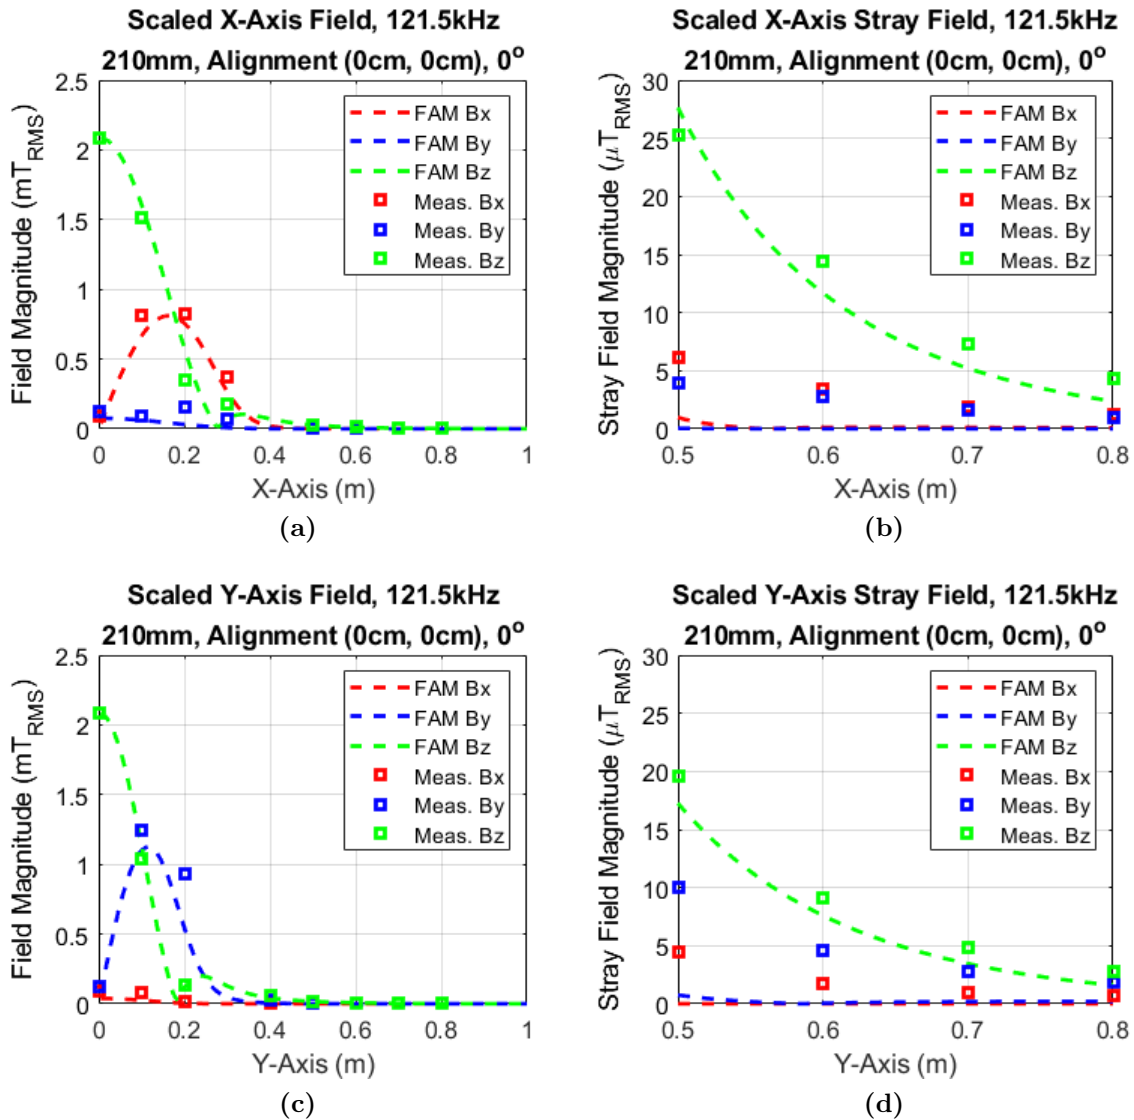 Scaled X-Axis Field, 121.5kHz
210mm, Alignment (0cm, 0cm), 0°
Field Magnitude (mT_RMS)
2.5
2
1.5
1
0.5
0
FAM Bx
FAM By
FAM Bz
Meas. Bx
Meas. By
Meas. Bz
0 0.2 0.4 0.6 0.8 1
X-Axis (m)
(a)
Scaled X-Axis Stray Field, 121.5kHz
210mm, Alignment (0cm, 0cm), 0°
Stray Field Magnitude (μT_RMS)
30
25
20
15
10
5
0
FAM Bx
FAM By
FAM Bz
Meas. Bx
Meas. By
Meas. Bz
0.5 0.6 0.7 0.8
X-Axis (m)
(b)
Scaled Y-Axis Field, 121.5kHz
210mm, Alignment (0cm, 0cm), 0°
Field Magnitude (mT_RMS)
2.5
2
1.5
1
0.5
0
FAM Bx
FAM By
FAM Bz
Meas. Bx
Meas. By
Meas. Bz
0 0.2 0.4 0.6 0.8 1
Y-Axis (m)
(c)
Scaled Y-Axis Stray Field, 121.5kHz
210mm, Alignment (0cm, 0cm), 0°
Stray Field Magnitude (μT_RMS)
30
25
20
15
10
5
0
FAM Bx
FAM By
FAM Bz
Meas. Bx
Meas. By
Meas. Bz
0.5 0.6 0.7 0.8
Y-Axis (m)
(d)